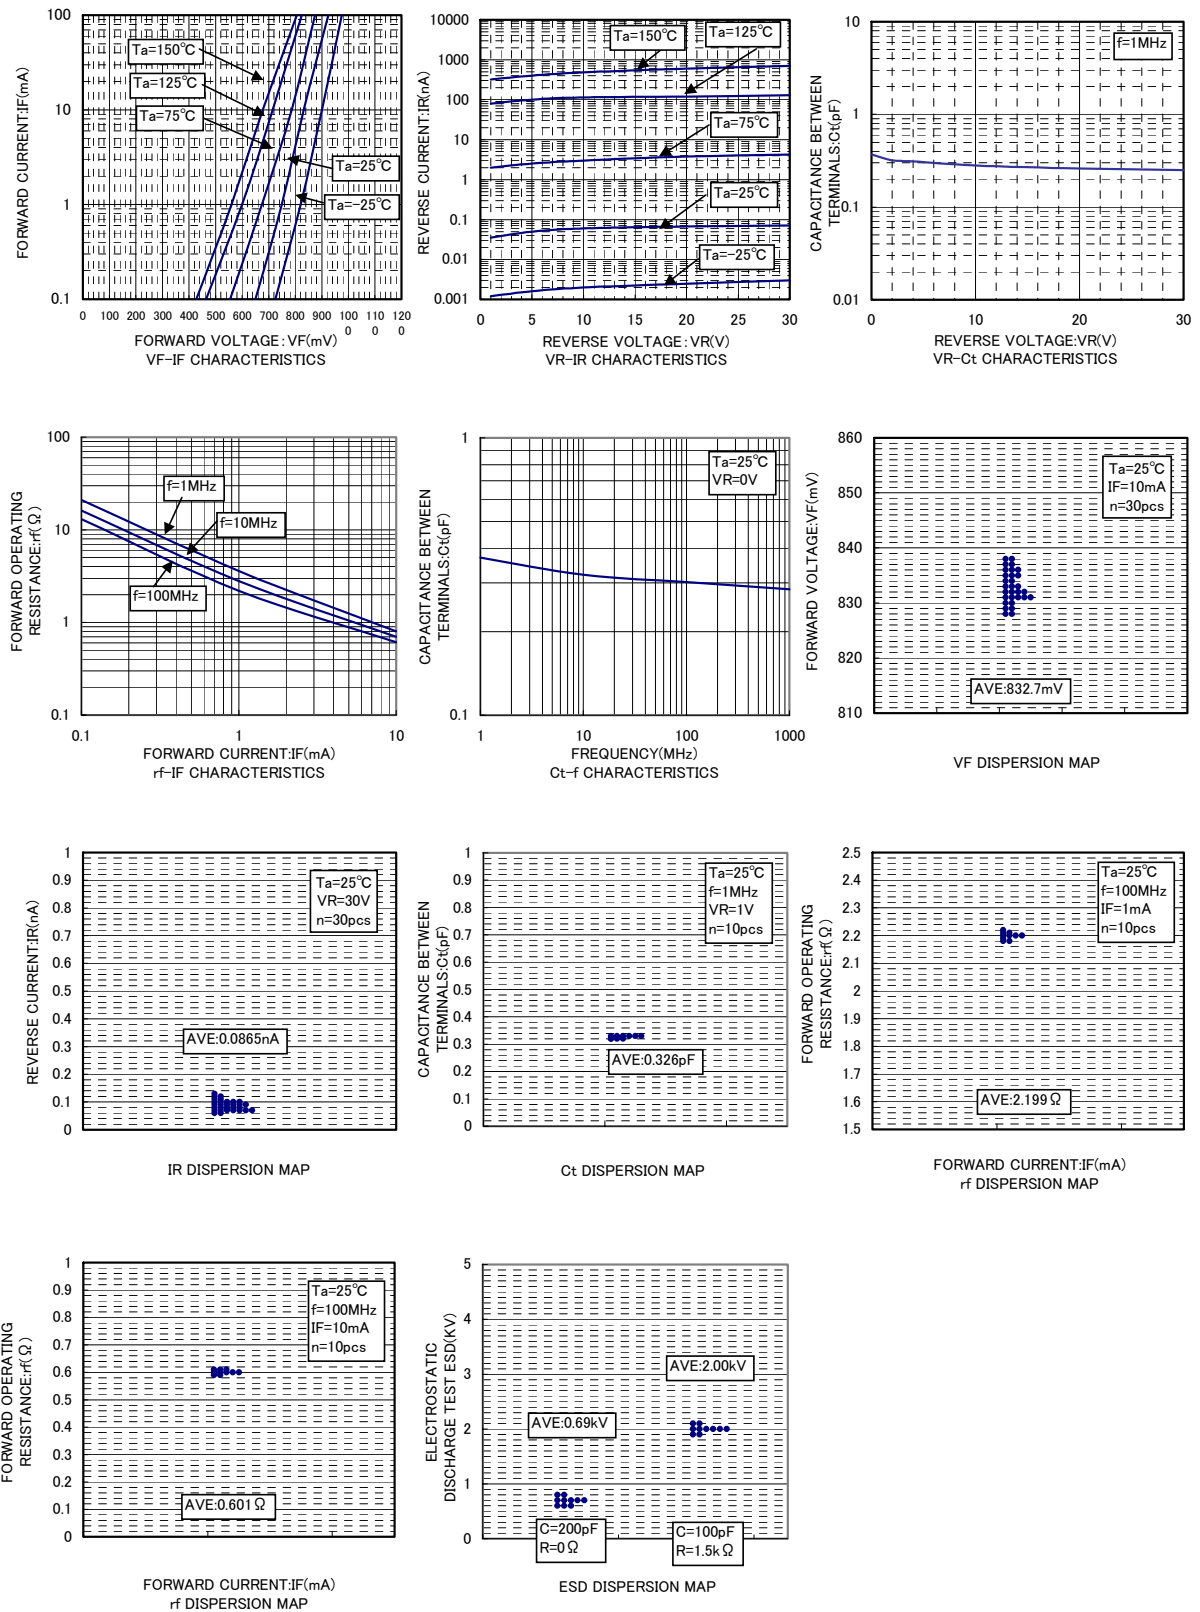 100
10
1
0.1
FORWARD CURRENT:IF(mA)
Ta=150℃
Ta=125℃
Ta=75℃
Ta=25℃
Ta=-25℃
0 100 200 300 400 500 600 700 800 900 100 110 120
0 0 0
FORWARD VOLTAGE:VF(mV)
VF-IF CHARACTERISTICS
10000
1000
100
10
1
0.1
0.01
0.001
REVERSE CURRENT:IR(nA)
Ta=150℃
Ta=125℃
Ta=75℃
Ta=25℃
Ta=-25℃
0 5 10 15 20 25 30
REVERSE VOLTAGE:VR(V)
VR-IR CHARACTERISTICS
10
1
0.1
0.01
CAPACITANCE BETWEEN
TERMINALS:Ct(pF)
f=1MHz
0 10 20 30
REVERSE VOLTAGE:VR(V)
VR-Ct CHARACTERISTICS
100
10
1
0.1
FORWARD OPERATING
RESISTANCE:rf(Ω)
f=1MHz
f=10MHz
f=100MHz
0.1 1 10
FORWARD CURRENT:IF(mA)
rf-IF CHARACTERISTICS
1
0.1
CAPACITANCE BETWEEN
TERMINALS:Ct(pF)
Ta=25℃
VR=0V
1 10 100 1000
FREQUENCY(MHz)
Ct-f CHARACTERISTICS
860
850
840
830
820
810
FORWARD VOLTAGE:VF(mV)
Ta=25℃
IF=10mA
n=30pcs
AVE:832.7mV
VF DISPERSION MAP
1
0.9
0.8
0.7
0.6
0.5
0.4
0.3
0.2
0.1
0
REVERSE CURRENT:IR(nA)
Ta=25℃
VR=30V
n=30pcs
AVE:0.0865nA
IR DISPERSION MAP
1
0.9
0.8
0.7
0.6
0.5
0.4
0.3
0.2
0.1
0
CAPACITANCE BETWEEN
TERMINALS:Ct(pF)
Ta=25℃
f=1MHz
VR=1V
n=10pcs
AVE:0.326pF
Ct DISPERSION MAP
2.5
2.4
2.3
2.2
2.1
2
1.9
1.8
1.7
1.6
1.5
FORWARD OPERATING
RESISTANCE:rf(Ω)
Ta=25℃
f=100MHz
IF=1mA
n=10pcs
AVE:2.199Ω
FORWARD CURRENT:IF(mA)
rf DISPERSION MAP
1
0.9
0.8
0.7
0.6
0.5
0.4
0.3
0.2
0.1
0
FORWARD OPERATING
RESISTANCE:rf(Ω)
Ta=25℃
f=100MHz
IF=10mA
n=10pcs
AVE:0.601Ω
FORWARD CURRENT:IF(mA)
rf DISPERSION MAP
5
4
3
2
1
0
ELECTROSTATIC
DISCHARGE TEST ESD(KV)
AVE:2.00kV
AVE:0.69kV
C=200pF
R=0Ω
C=100pF
R=1.5kΩ
ESD DISPERSION MAP